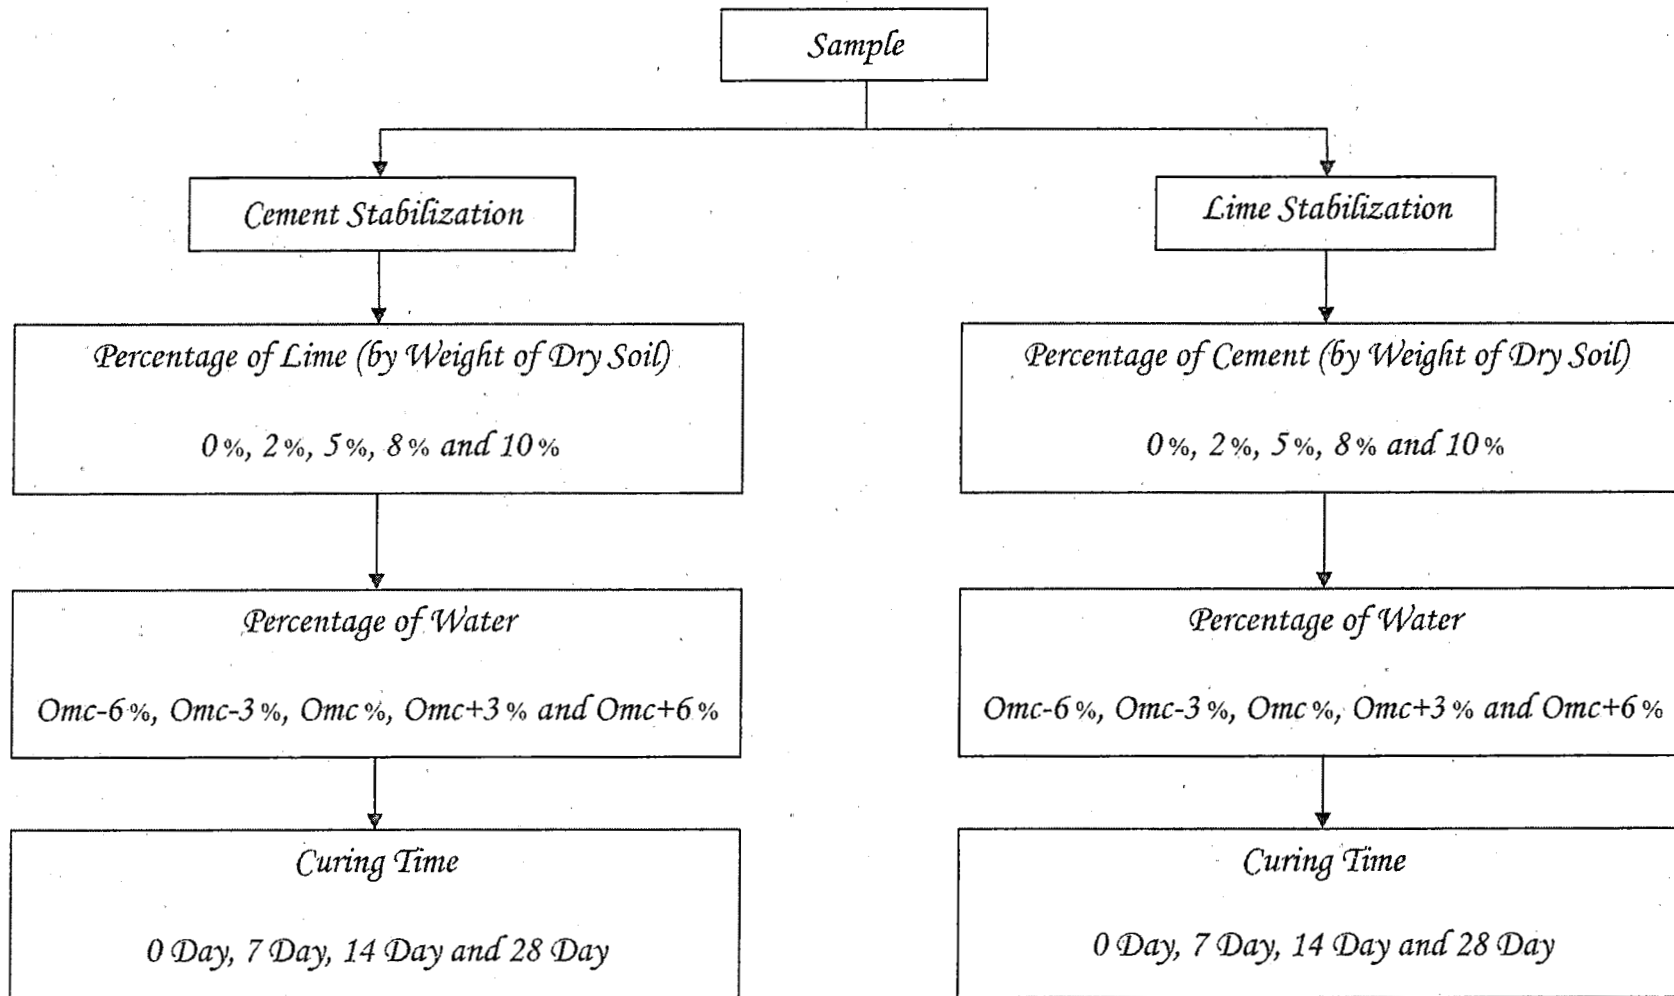 Sample
Cement Stabilization
Lime Stabilization
Percentage of Lime (by Weight of Dry Soil)
0%, 2%, 5%, 8% and 10%
Percentage of Cement (by Weight of Dry Soil)
0%, 2%, 5%, 8% and 10%
Percentage of Water
Omc-6%, Omc-3%, Omc%, Omc+3% and Omc+6%
Percentage of Water
Omc-6%, Omc-3%, Omc%, Omc+3% and Omc+6%
Curing Time
0 Day, 7 Day, 14 Day and 28 Day
Curing Time
0 Day, 7 Day, 14 Day and 28 Day